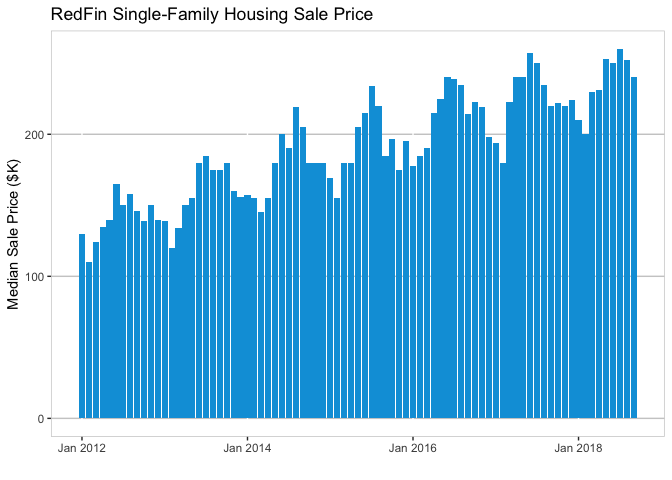 RedFin Single-Family Housing Sale Price
Median Sale Price ($K)
200
100
0
Jan 2012 Jan 2014 Jan 2016 Jan 2018